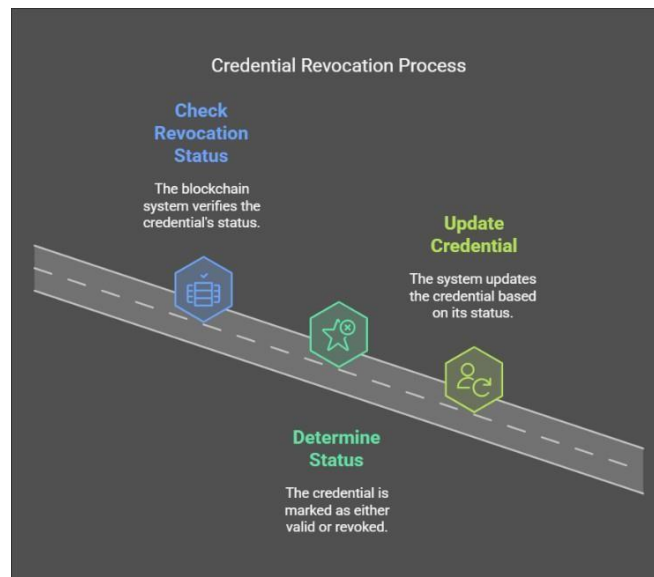 Credential Revocation Process
Check
Revocation
Status
The blockchain
system verifies the
credential's status.
Update
Credential
The system updates
the credential based
on its status.
Determine
Status
The credential is
marked as either
valid or revoked.